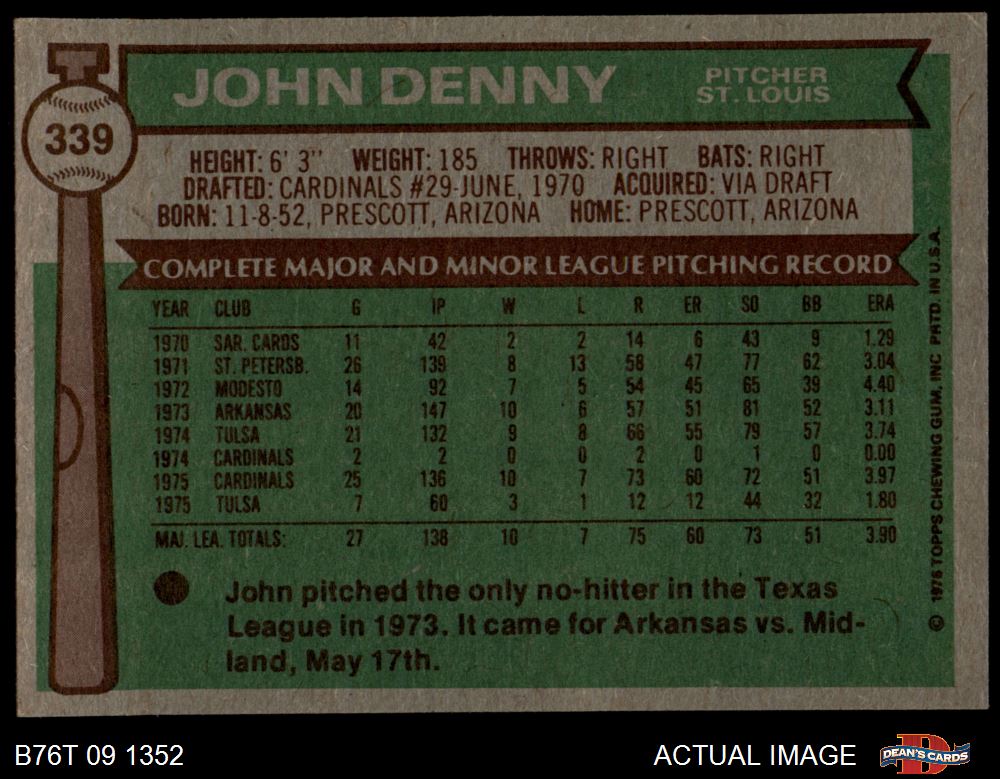 JOHN DENNY
PITCHER
ST. LOUIS
339
HEIGHT: 6' 3" WEIGHT: 185 THROWS: RIGHT BATS: RIGHT
DRAFTED: CARDINALS #29-JUNE, 1970 ACQUIRED: VIA DRAFT
BORN: 11-8-52, PRESCOTT, ARIZONA HOME: PRESCOTT, ARIZONA
COMPLETE MAJOR AND MINOR LEAGUE PITCHING RECORD
YEAR CLUB G IP W L R ER SO BB ERA
1970 SAR. CARDS 11 42 2 2 14 6 43 9 1.29
1971 ST. PETERSB. 26 139 8 13 58 47 77 62 3.04
1972 MODESTO 14 92 7 5 54 45 65 39 4.40
1973 ARKANSAS 20 147 10 6 57 51 81 52 3.11
1974 TULSA 21 132 9 8 66 55 79 57 3.74
1974 CARDINALS 2 2 0 0 2 0 1 0 0.00
1975 CARDINALS 25 136 10 7 73 60 72 51 3.97
1975 TULSA 7 60 3 1 12 12 44 32 1.80
MAJ. LEA. TOTALS: 27 138 10 7 75 60 73 51 3.90
John pitched the only no-hitter in the Texas
League in 1973. It came for Arkansas vs. Mid-
land, May 17th.
© 1976 TOPPS CHEWING GUM, INC PRTD. IN U.S.A.
B76T 09 1352
ACTUAL IMAGE
DEAN'S CARDS